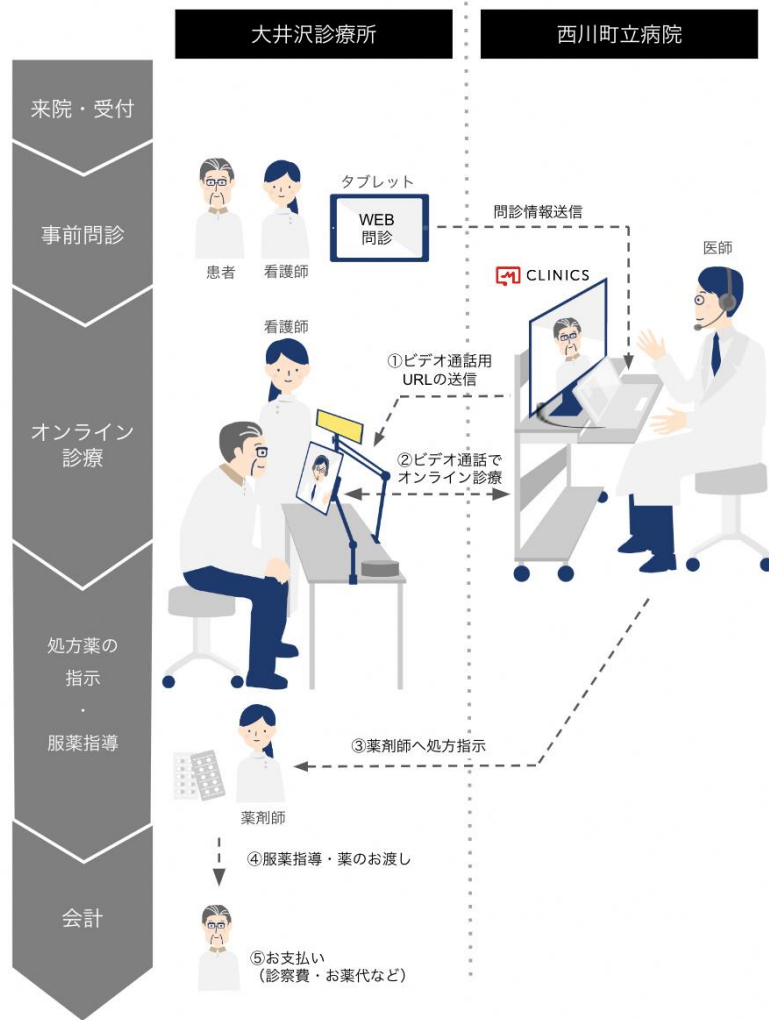 大井沢診療所
西川町立病院
来院・受付
事前問診
タブレット
WEB
問診
患者
看護師
問診情報送信
CLINICS
医師
オンライン
診療
看護師
①ビデオ通話用
URLの送信
②ビデオ通話で
オンライン診療
処方薬の
指示
・
服薬指導
③薬剤師へ処方指示
薬剤師
④服薬指導・薬のお渡し
会計
⑤お支払い
（診察費・お薬代など）